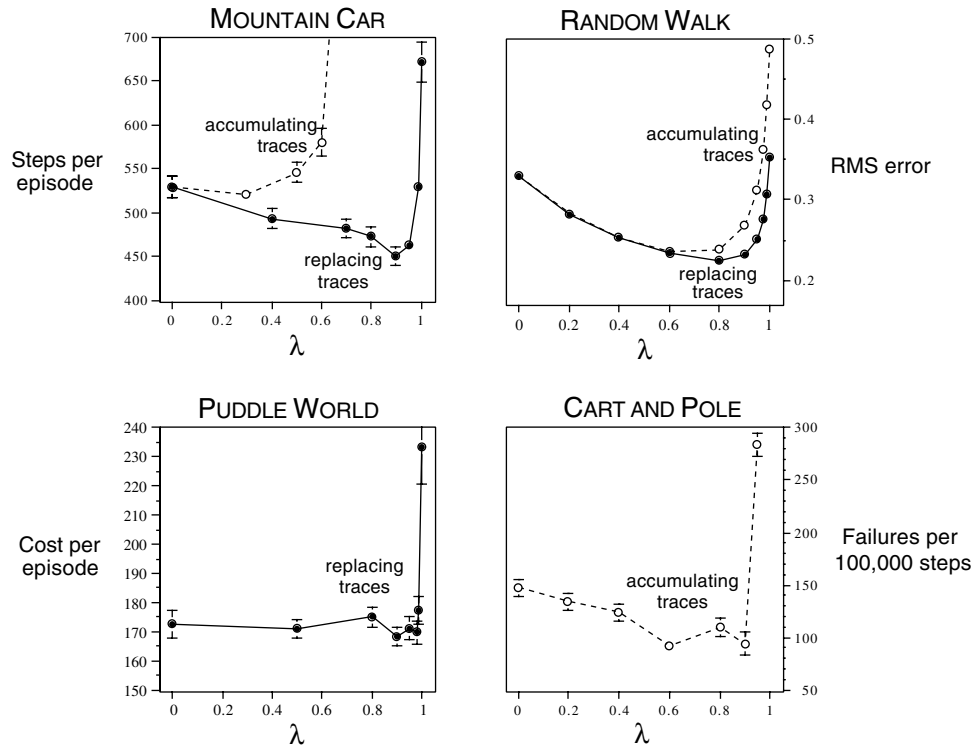 MOUNTAIN CAR
700
650
600
550
500
450
400
Steps per
episode
accumulating
traces
replacing
traces
0
0.2
0.4
0.6
0.8
1
λ
RANDOM WALK
0.5
0.4
0.3
0.2
RMS error
accumulating
traces
replacing
traces
0
0.2
0.4
0.6
0.8
1
λ
PUDDLE WORLD
240
230
220
210
200
190
180
170
160
150
Cost per
episode
replacing
traces
0
0.2
0.4
0.6
0.8
1
λ
CART AND POLE
300
250
200
150
100
50
Failures per
100,000 steps
accumulating
traces
0
0.2
0.4
0.6
0.8
1
λ